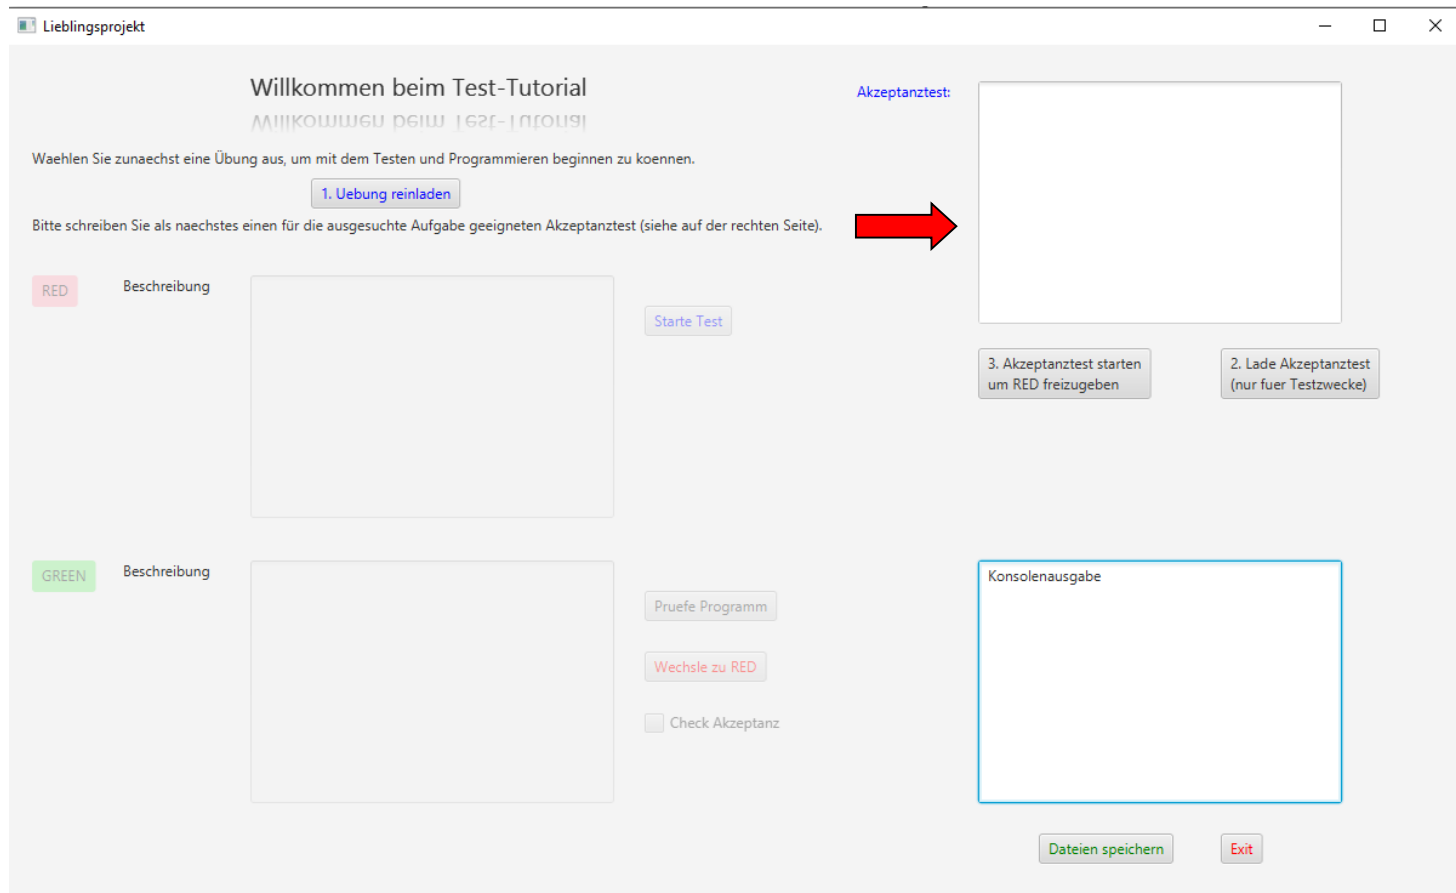 Lieblingsprojekt
Willkommen beim Test-Tutorial
Akzeptanztest:
Waehlen Sie zunaechst eine Übung aus, um mit dem Testen und Programmieren beginnen zu koennen.
1. Uebung reinladen
Bitte schreiben Sie als naechstes einen für die ausgesuchte Aufgabe geeigneten Akzeptanztest (siehe auf der rechten Seite).
RED
Beschreibung
Starte Test
3. Akzeptanztest starten
um RED freizugeben
2. Lade Akzeptanztest
(nur fuer Testzwecke)
GREEN
Beschreibung
Pruefe Programm
Wechsle zu RED
Check Akzeptanz
Konsolenausgabe
Dateien speichern
Exit